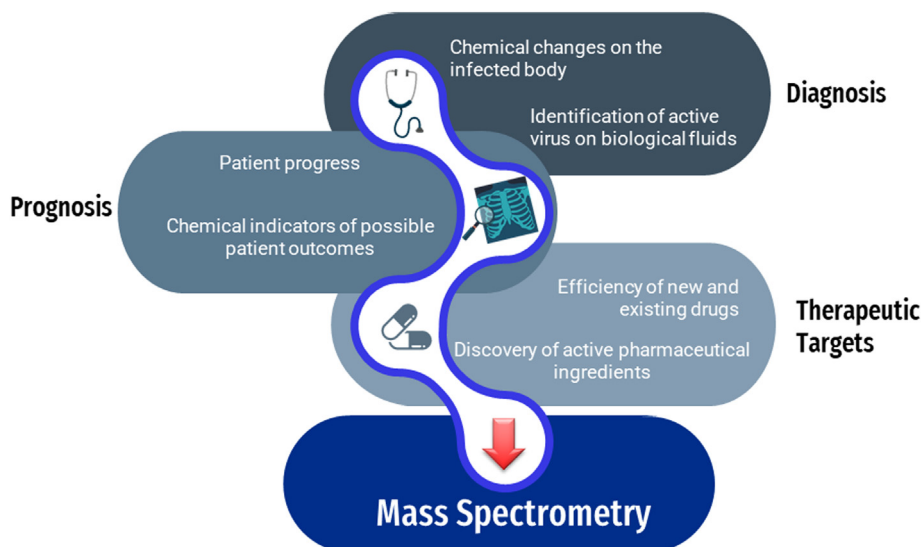 Chemical changes on the
infected body
Diagnosis
Identification of active
virus on biological fluids
Patient progress
Prognosis
Chemical indicators of possible
patient outcomes
Efficiency of new and
existing drugs
Therapeutic
Targets
Discovery of active pharmaceutical
ingredients
Mass Spectrometry